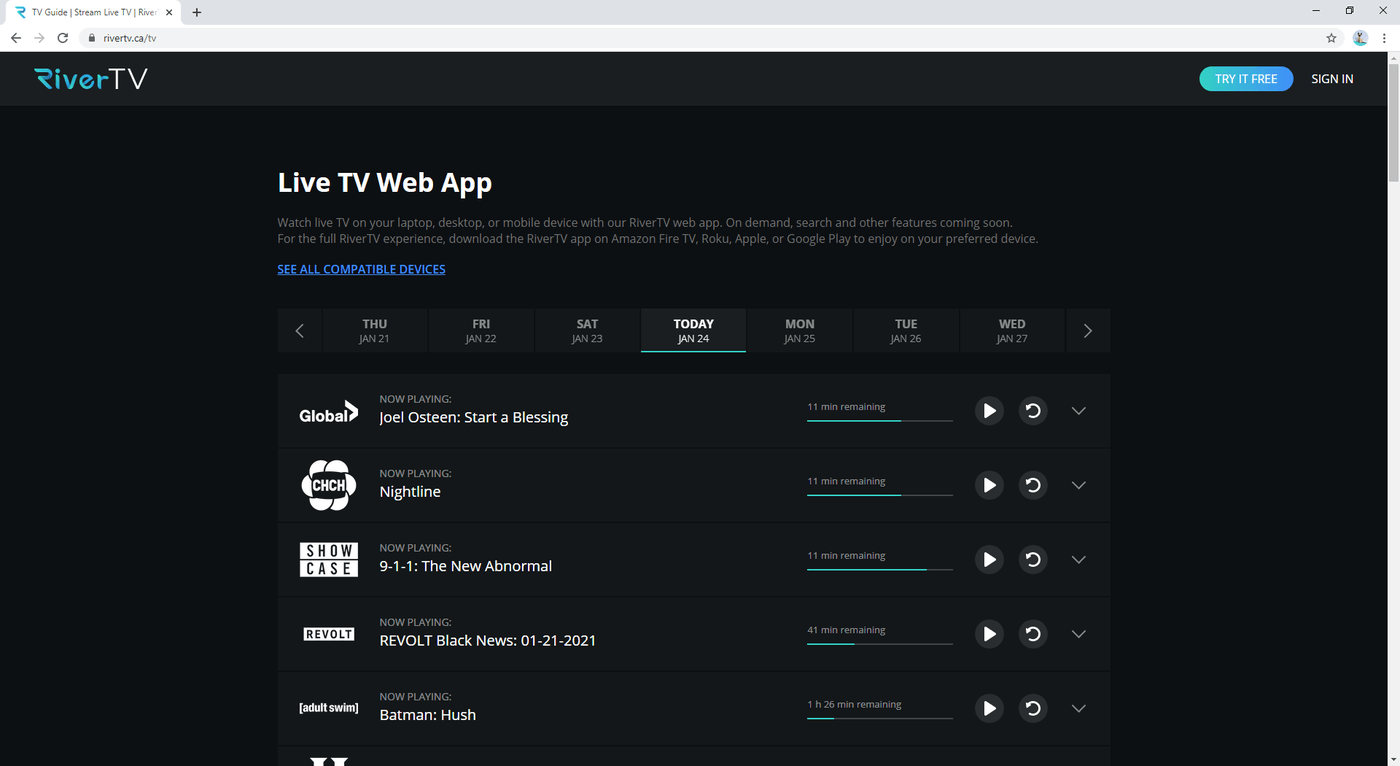 TV Guide | Stream Live TV | River
rivertv.ca/tv
RiverTV
TRY IT FREE
SIGN IN
Live TV Web App
Watch live TV on your laptop, desktop, or mobile device with our RiverTV web app. On demand, search and other features coming soon.
For the full RiverTV experience, download the RiverTV app on Amazon Fire TV, Roku, Apple, or Google Play to enjoy on your preferred device.
SEE ALL COMPATIBLE DEVICES
THU
JAN 21
FRI
JAN 22
SAT
JAN 23
TODAY
JAN 24
MON
JAN 25
TUE
JAN 26
WED
JAN 27
Global
NOW PLAYING:
Joel Osteen: Start a Blessing
11 min remaining
CHCH
NOW PLAYING:
Nightline
11 min remaining
SHOW
CASE
NOW PLAYING:
9-1-1: The New Abnormal
11 min remaining
REVOLT
NOW PLAYING:
REVOLT Black News: 01-21-2021
41 min remaining
[adult swim]
NOW PLAYING:
Batman: Hush
1 h 26 min remaining